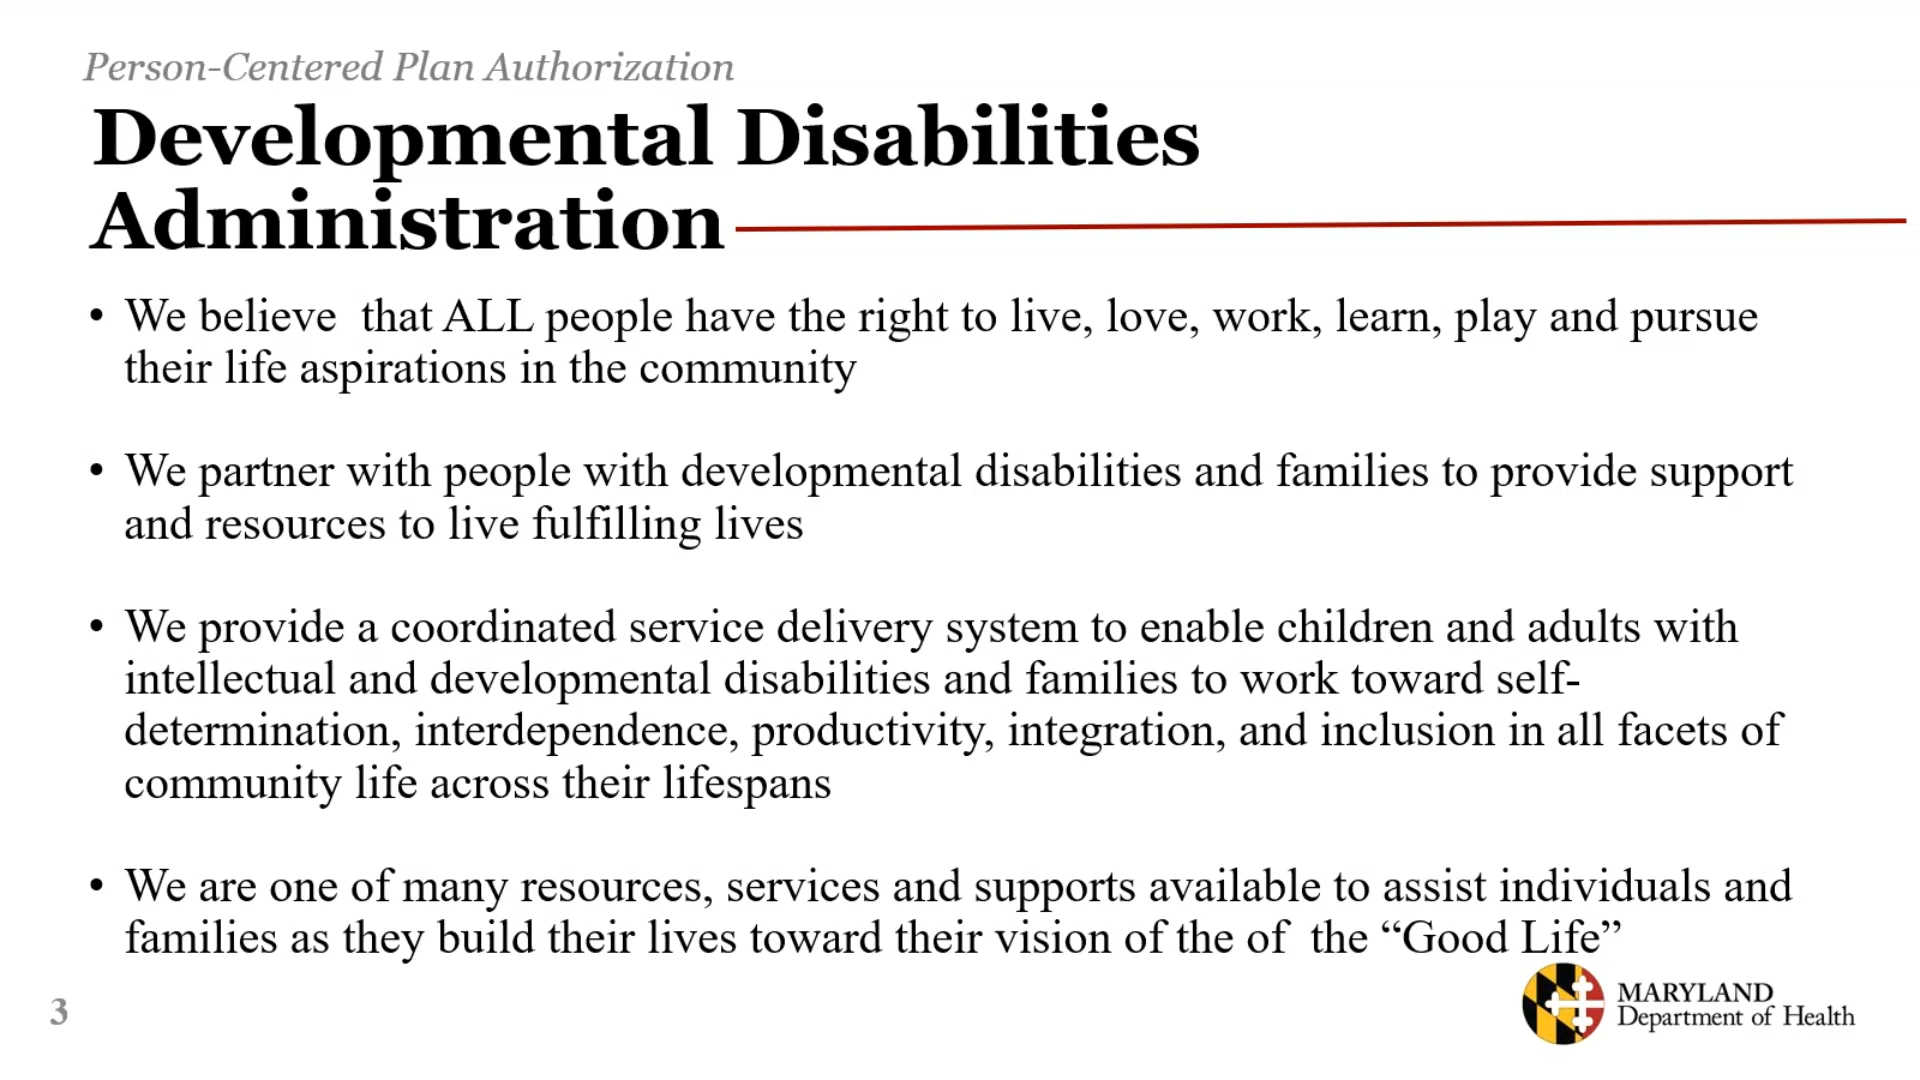 Person-Centered Plan Authorization
Developmental Disabilities
Administration
• We believe  that ALL people have the right to live, love, work, learn, play and pursue
their life aspirations in the community
• We partner with people with developmental disabilities and families to provide support
and resources to live fulfilling lives
• We provide a coordinated service delivery system to enable children and adults with
intellectual and developmental disabilities and families to work toward self-
determination, interdependence, productivity, integration, and inclusion in all facets of
community life across their lifespans
• We are one of many resources, services and supports available to assist individuals and
families as they build their lives toward their vision of the of  the “Good Life”
3
MARYLAND
Department of Health